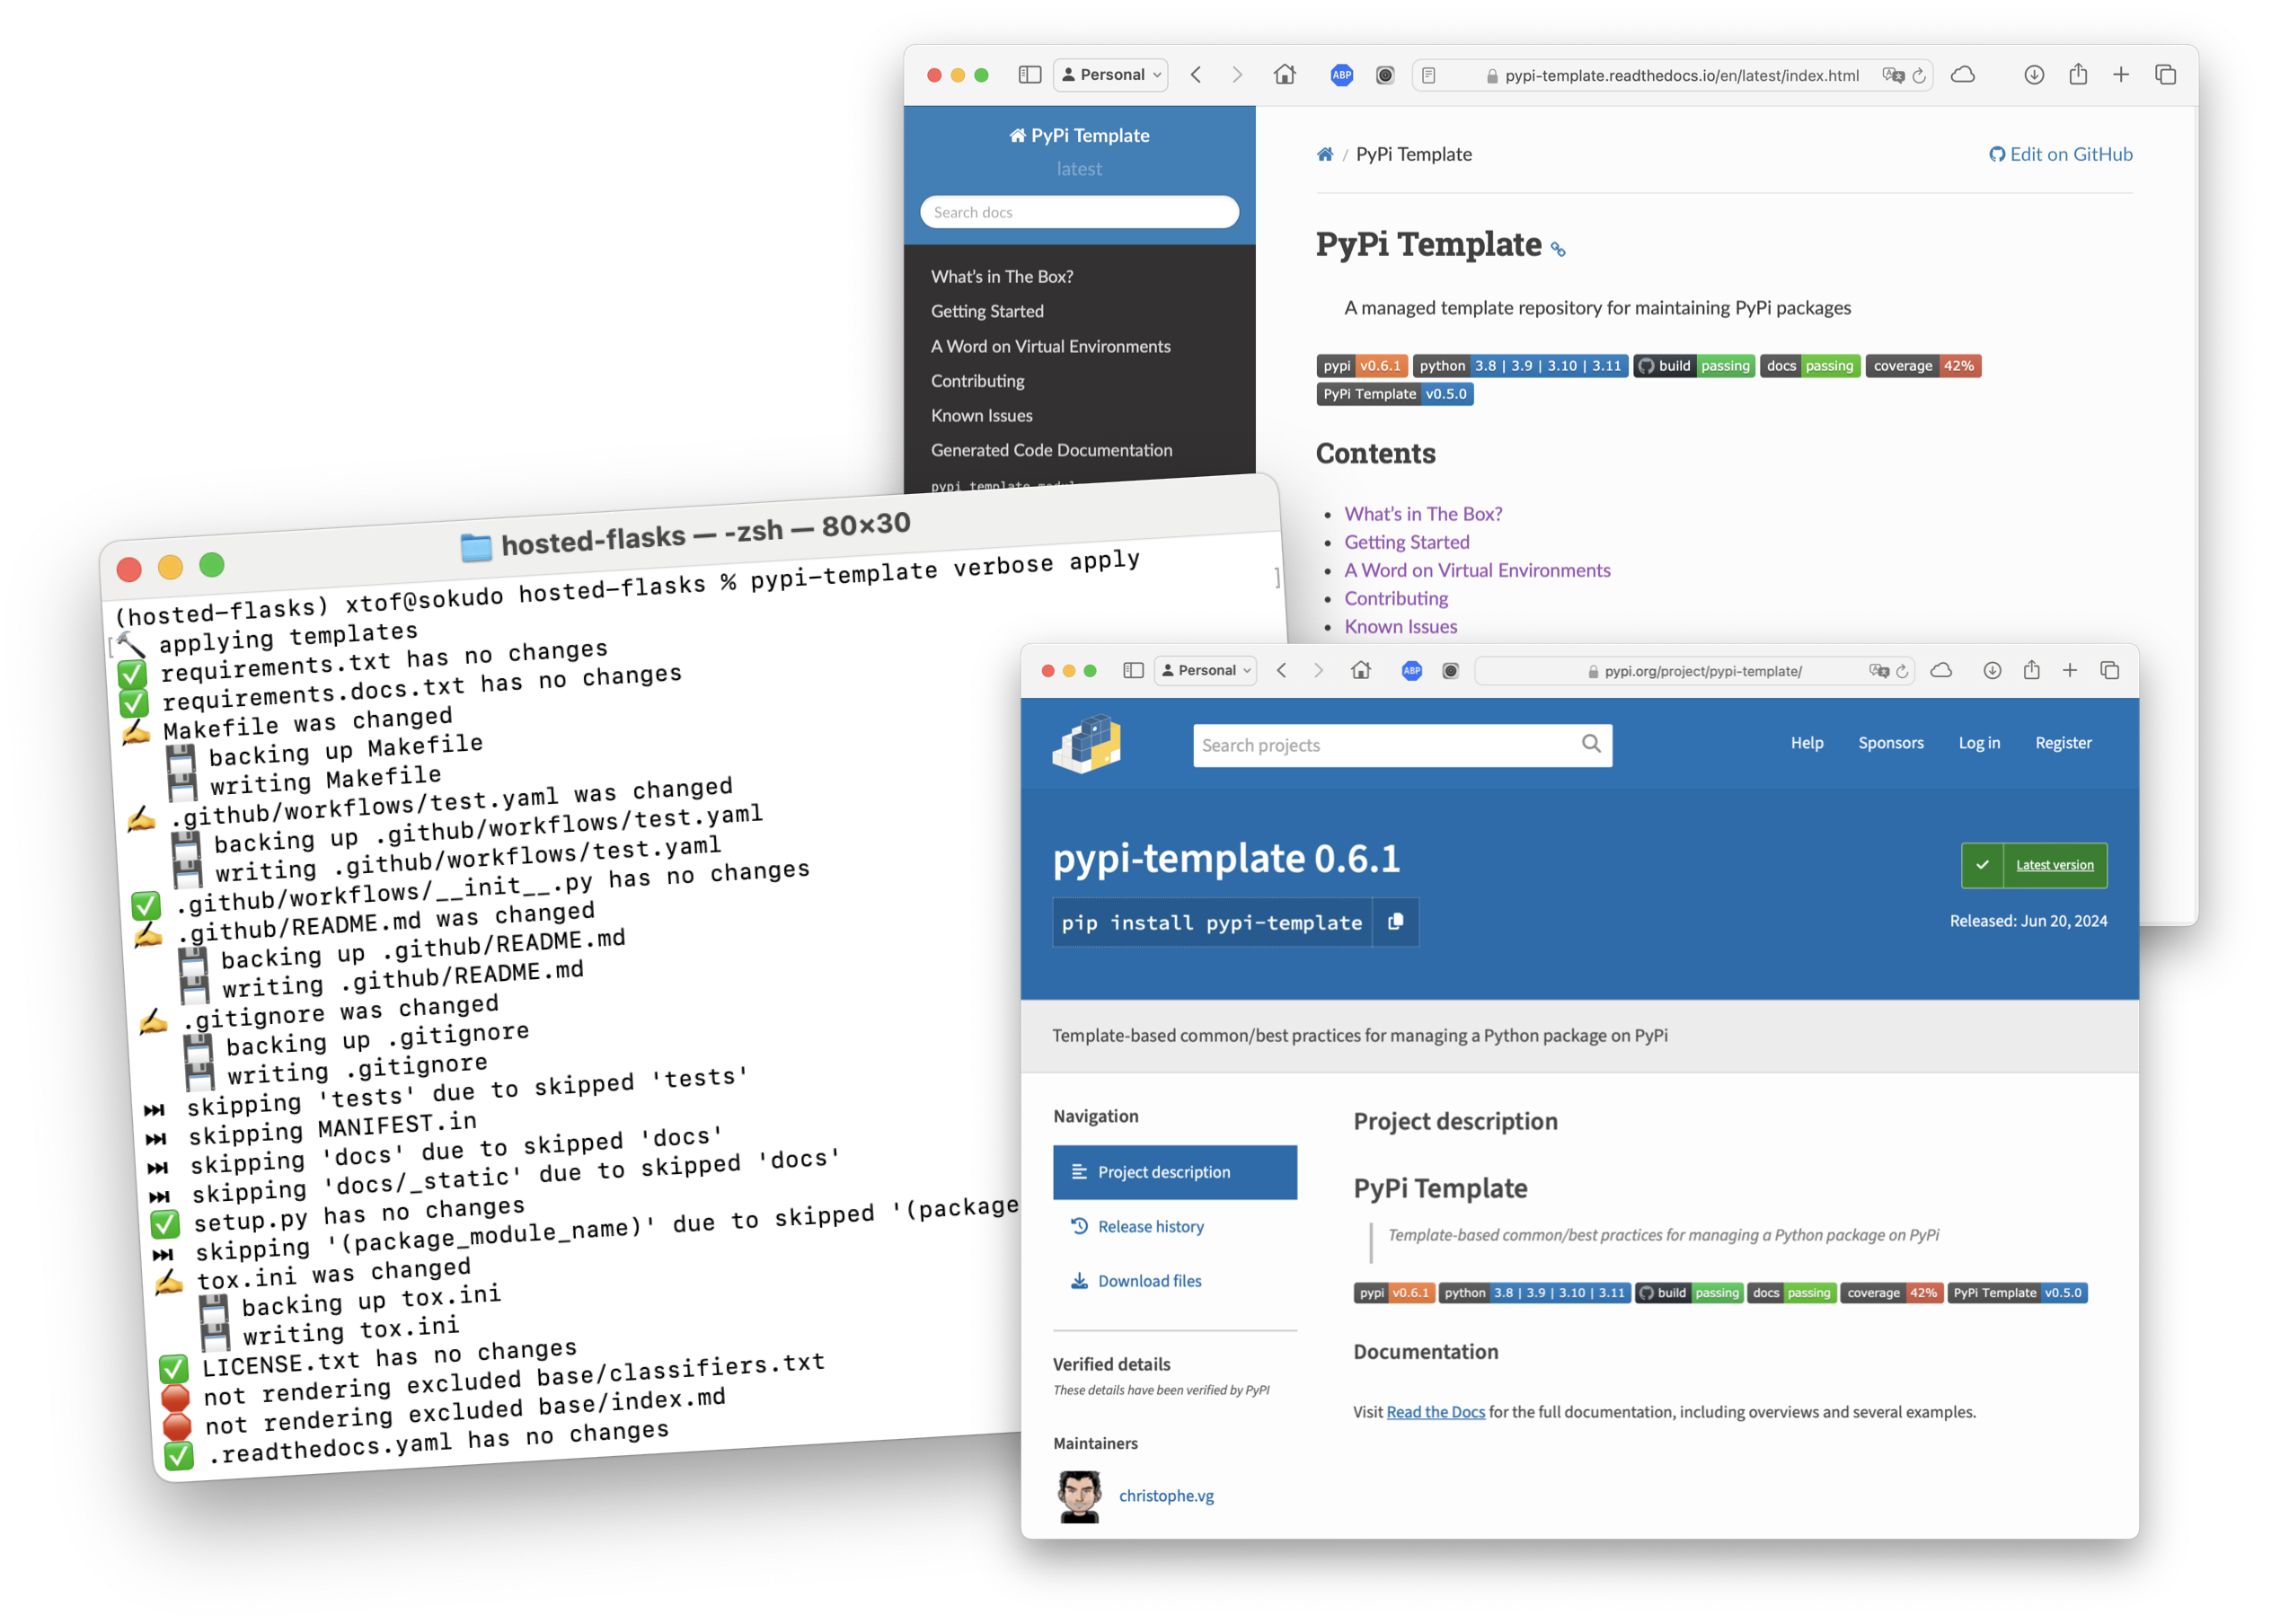 Personal
ABP
pypi-template.readthedocs.io/en/latest/index.html
PyPi Template
latest
Search docs
What's in The Box?
Getting Started
A Word on Virtual Environments
Contributing
Known Issues
Generated Code Documentation
PyPi Template
Edit on GitHub
PyPi Template
A managed template repository for maintaining PyPi packages
pypi v0.6.1 python 3.8 | 3.9 | 3.10 | 3.11 build passing docs passing coverage 42%
PyPi Template v0.5.0
Contents
• What's in The Box?
• Getting Started
• A Word on Virtual Environments
• Contributing
• Known Issues
hosted-flasks — -zsh — 80×30
(hosted-flasks) xtof@sokudo hosted-flasks % pypi-template verbose apply
🔨 applying templates
✅ requirements.txt has no changes
✅ requirements.docs.txt has no changes
✍️ Makefile was changed
💾 backing up Makefile
💾 writing Makefile
✍️ .github/workflows/test.yaml was changed
💾 backing up .github/workflows/test.yaml
💾 writing .github/workflows/test.yaml
✅ .github/workflows/__init__.py has no changes
✍️ .github/README.md was changed
💾 backing up .github/README.md
💾 writing .github/README.md
✍️ .gitignore was changed
💾 backing up .gitignore
💾 writing .gitignore
⏭ skipping 'tests' due to skipped 'tests'
⏭ skipping MANIFEST.in
⏭ skipping 'docs' due to skipped 'docs'
⏭ skipping 'docs/_static' due to skipped 'docs'
✅ setup.py has no changes
⏭ skipping '(package_module_name)' due to skipped '(package
✍️ tox.ini was changed
💾 backing up tox.ini
💾 writing tox.ini
✅ LICENSE.txt has no changes
🛑 not rendering excluded base/classifiers.txt
🛑 not rendering excluded base/index.md
✅ .readthedocs.yaml has no changes
Personal
ABP
pypi.org/project/pypi-template/
Search projects
Help Sponsors Log in Register
pypi-template 0.6.1
Latest version
pip install pypi-template
Released: Jun 20, 2024
Template-based common/best practices for managing a Python package on PyPi
Navigation
Project description
Release history
Download files
Verified details
These details have been verified by PyPI
Maintainers
christophe.vg
Project description
PyPi Template
Template-based common/best practices for managing a Python package on PyPi
pypi v0.6.1 python 3.8 | 3.9 | 3.10 | 3.11 build passing docs passing coverage 42% PyPi Template v0.5.0
Documentation
Visit Read the Docs for the full documentation, including overviews and several examples.